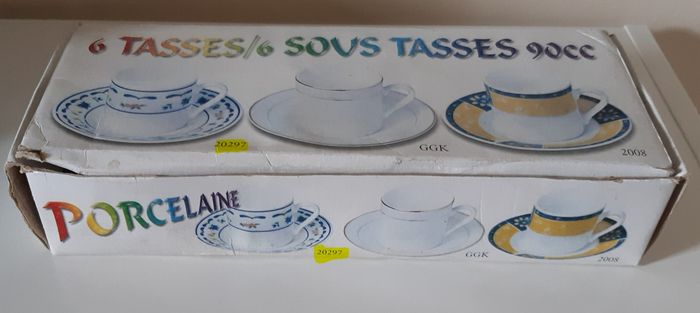 6 TASSES/6 SOUS TASSES 90CC
20297 GGK 2008
PORCELAINE
20297 GGK 2008